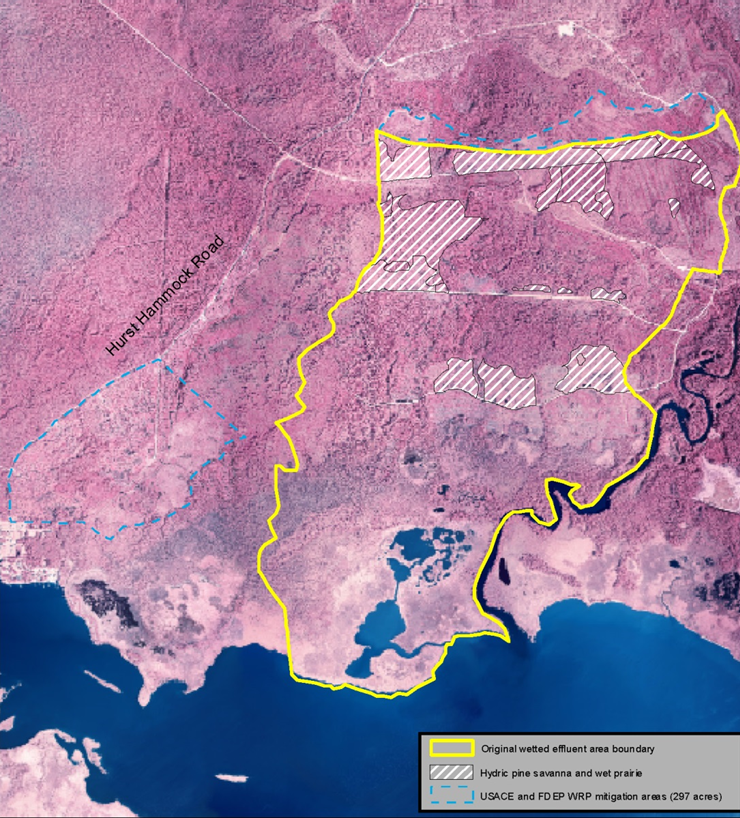 Hurst Hammock Road
Original wetted effluent area boundary
Hydric pine savanna and wet prairie
USACE and FDEP WRP mitigation areas (297 acres)